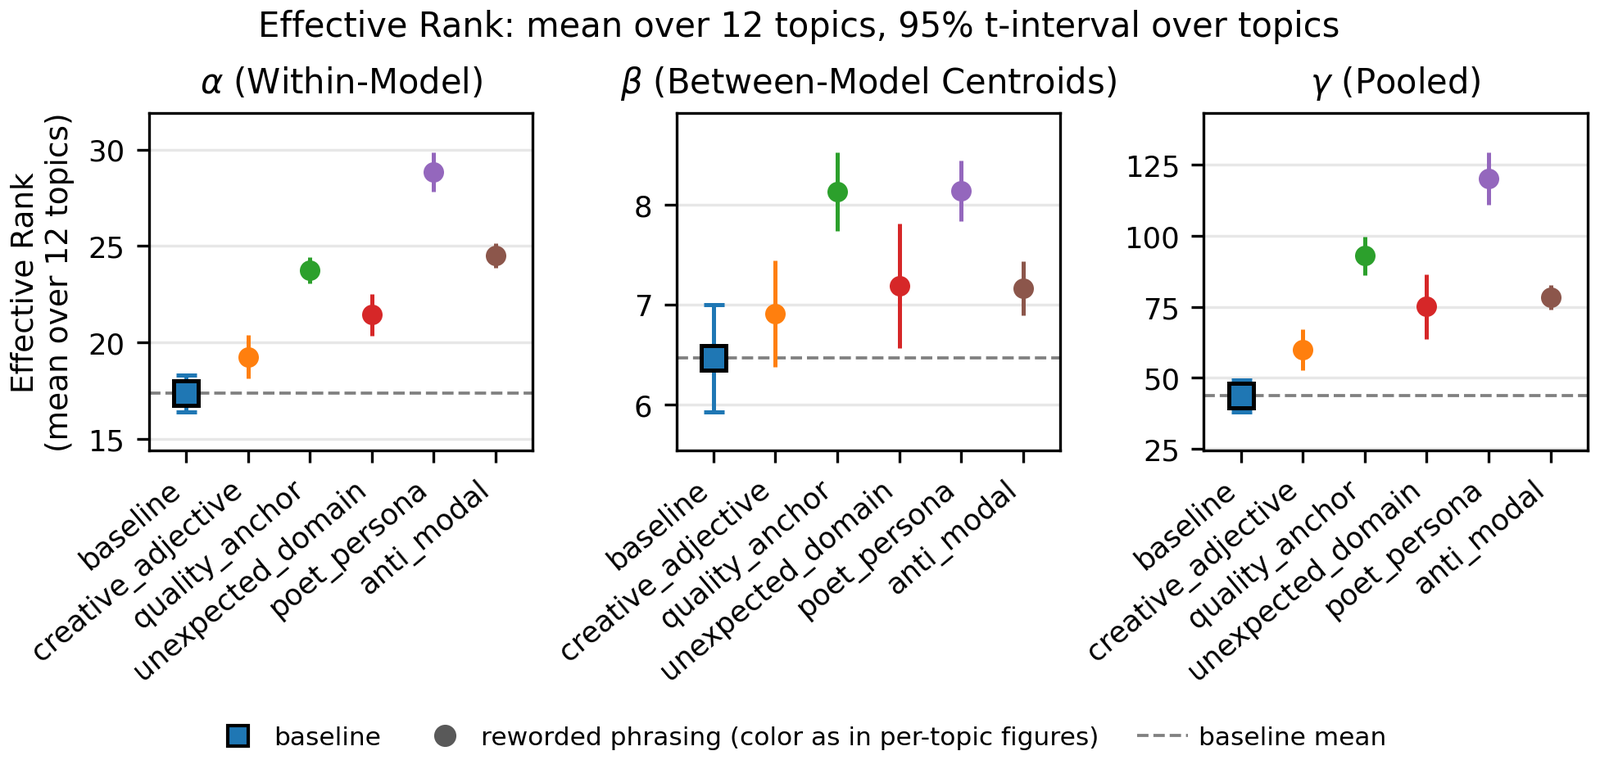 Effective Rank: mean over 12 topics, 95% t-interval over topics
α (Within-Model)
Effective Rank
(mean over 12 topics)
30
25
20
15
baseline
creative_adjective
quality_anchor
unexpected_domain
poet_persona
anti_modal
β (Between-Model Centroids)
8
7
6
baseline
creative_adjective
quality_anchor
unexpected_domain
poet_persona
anti_modal
γ (Pooled)
125
100
75
50
25
baseline
creative_adjective
quality_anchor
unexpected_domain
poet_persona
anti_modal
baseline
reworded phrasing (color as in per-topic figures)
baseline mean